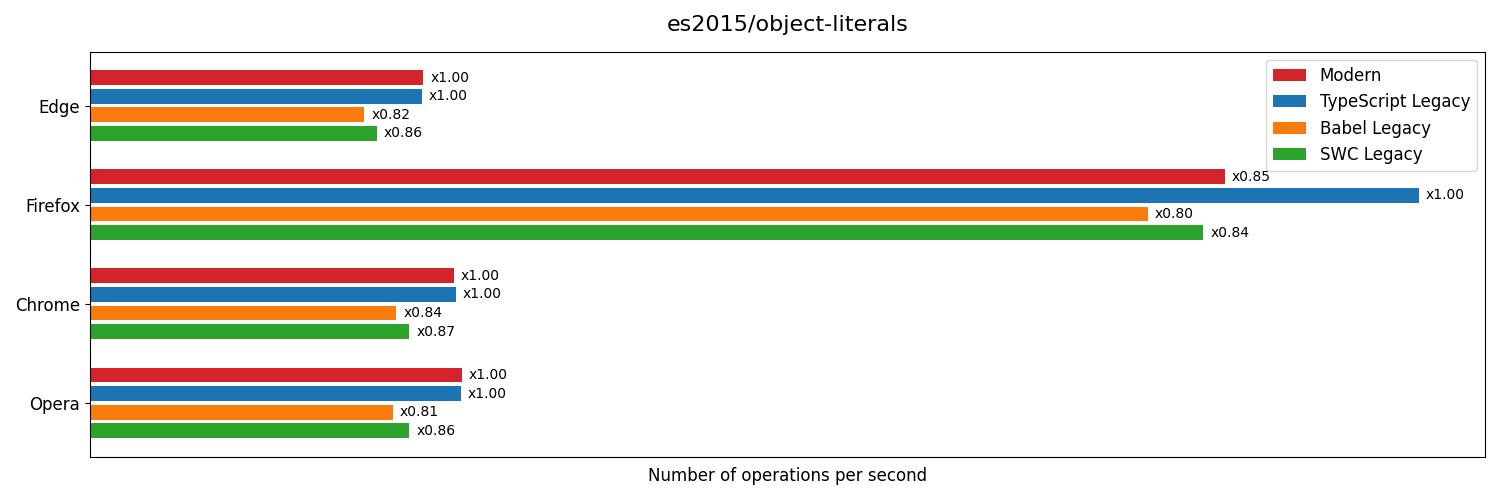 es2015/object-literals
Modern
TypeScript Legacy
Babel Legacy
SWC Legacy
Edge
x1.00
x1.00
x0.82
x0.86
Firefox
x0.85
x1.00
x0.80
x0.84
Chrome
x1.00
x1.00
x0.84
x0.87
Opera
x1.00
x1.00
x0.81
x0.86
Number of operations per second